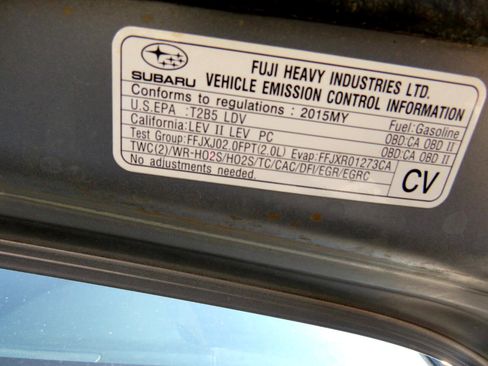 SUBARU
FUJI HEAVY INDUSTRIES LTD.
VEHICLE EMISSION CONTROL INFORMATION
Conforms to regulations : 2015MY
U.S.EPA :T2B5 LDV Fuel:Gasoline
California:LEV II LEV PC OBD:CA OBD II
OBD:CA OBD II
Test Group:FFJXJ02.0FPT(2.0L) Evap:FFJXR01273CA
TWC(2)/WR-HO2S/HO2S/TC/CAC/DFI/EGR/EGRC
No adjustments needed.
CV